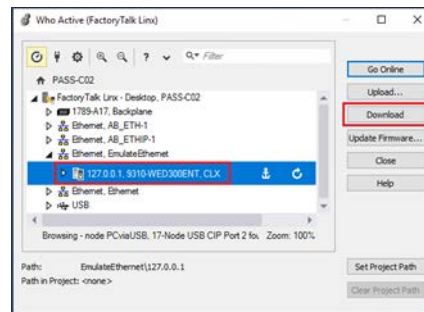 Who Active (FactoryTalk Linx)
Filter
PASS-C02
FactoryTalk Linx - Desktop, PASS-C02
1789-A17, Backplane
Ethernet, AB_ETH-1
Ethernet, AB_ETHIP-1
Ethernet, EmulateEthernet
127.0.0.1, 9310-WED300ENT, CLX
Ethernet, Ethernet
USB
Browsing - node PCviaUSB, 17-Node USB CIP Port 2 fou Zoom: 100%
Path: EmulateEthernet\127.0.0.1
Path in Project: <none>
Go Online
Upload...
Download
Update Firmware...
Close
Help
Set Project Path
Clear Project Path